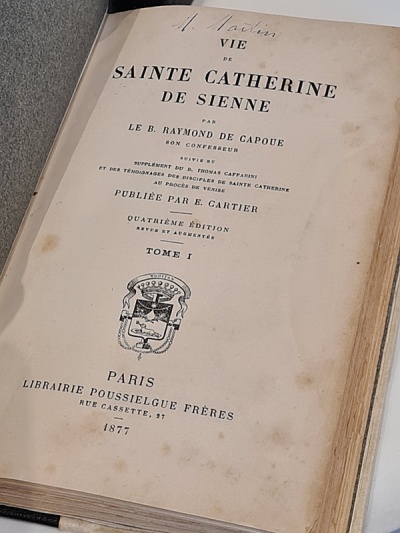 M. Martin
VIE
DE
SAINTE CATHERINE
DE SIENNE
PAR
LE B. RAYMOND DE CAPOUE
SON CONFESSEUR
SUIVIE DU
SUPPLÉMENT DU B. THOMAS CAFFARINI
ET DES TÉMOIGNAGES DES DISCIPLES DE SAINTE CATHERINE
AU PROCÈS DE VENISE
PUBLIÉE PAR E. CARTIER
QUATRIÈME ÉDITION
REVUE ET AUGMENTÉE
TOME I
PARIS
LIBRAIRIE POUSSIELGUE FRÈRES
RUE CASSETTE, 27
1877